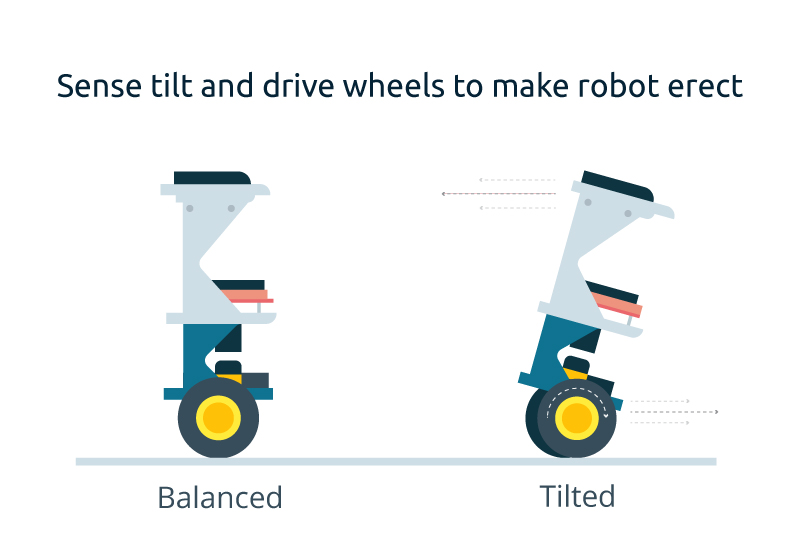 Sense tilt and drive wheels to make robot erect
Balanced
Tilted